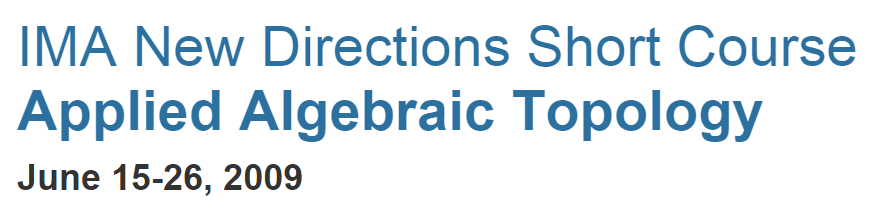 IMA New Directions Short Course
Applied Algebraic Topology
June 15-26, 2009